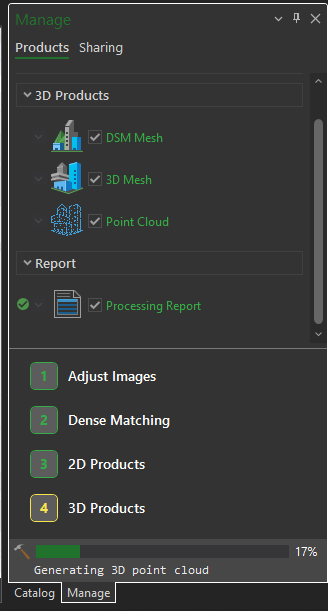 Manage
Products Sharing
3D Products
DSM Mesh
3D Mesh
Point Cloud
Report
Processing Report
1 Adjust Images
2 Dense Matching
3 2D Products
4 3D Products
17%
Generating 3D point cloud
Catalog Manage